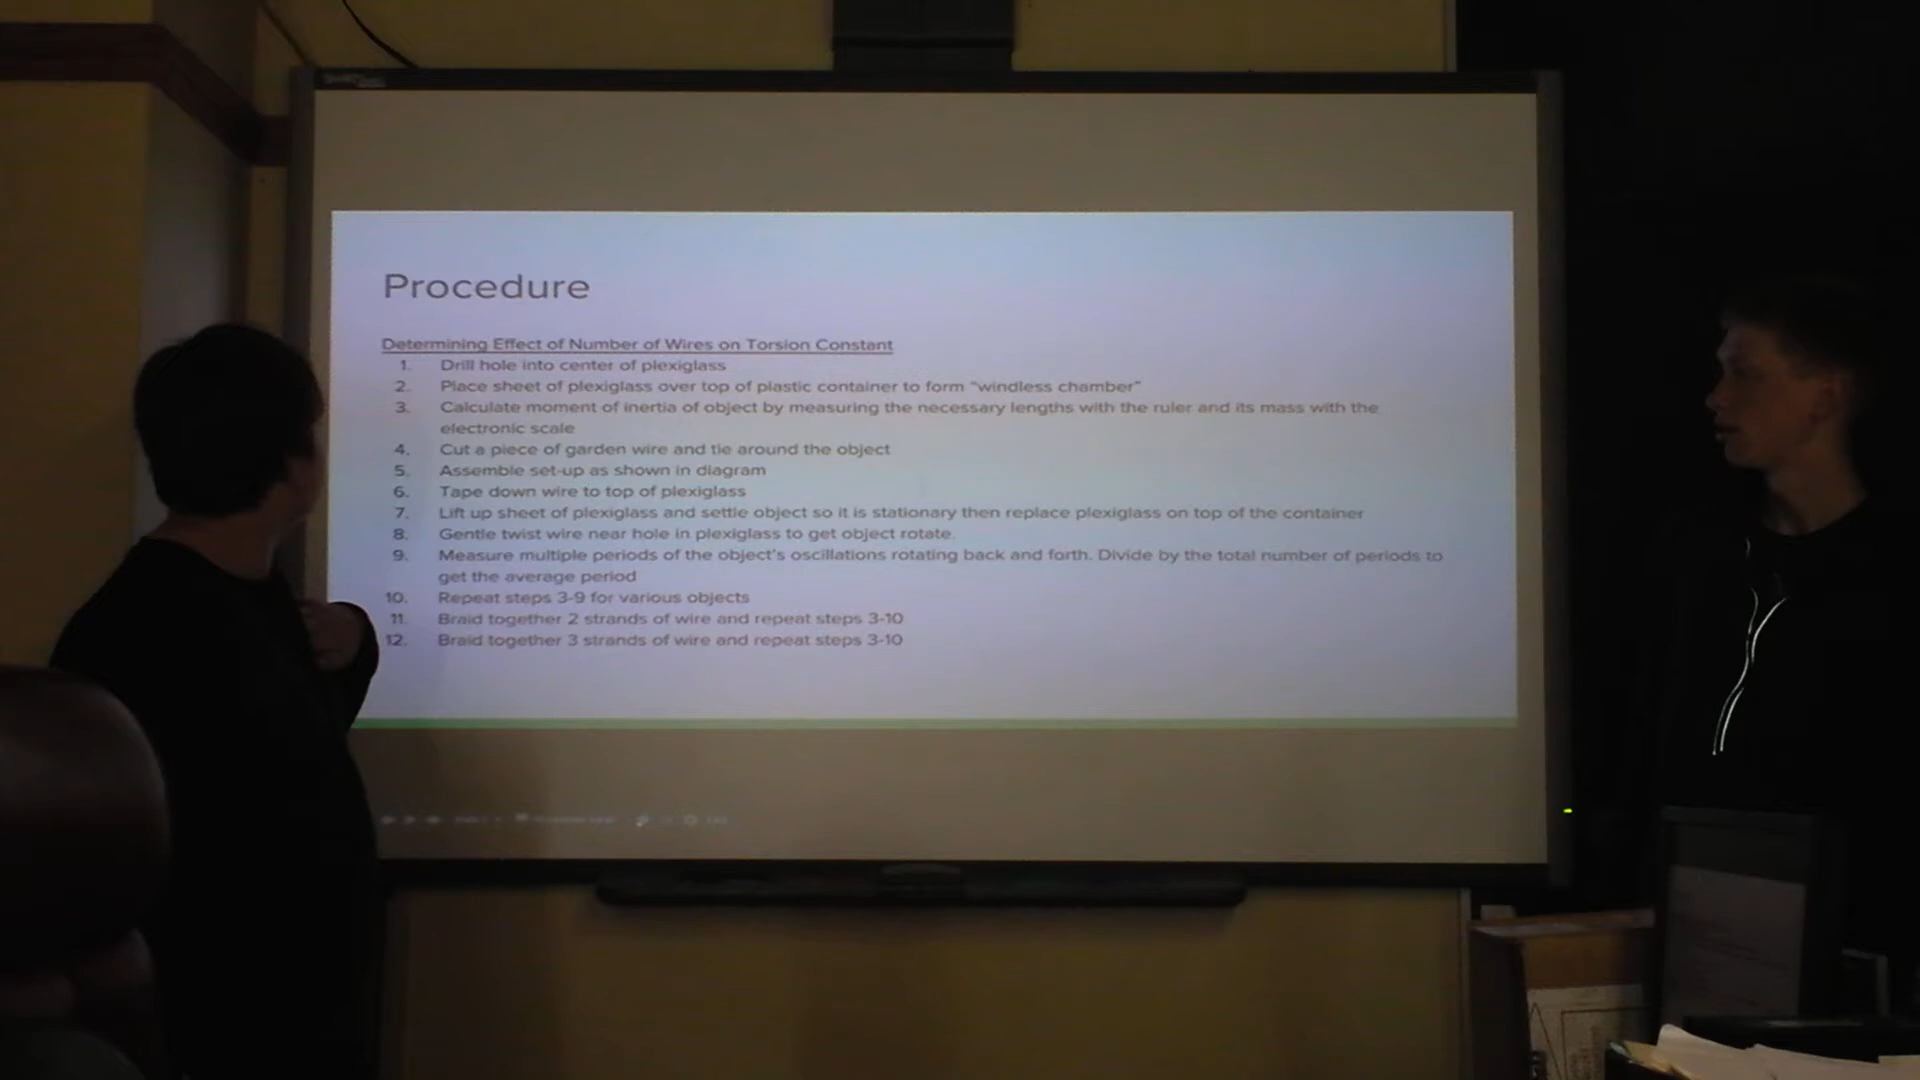 Procedure
Determining Effect of Number of Wires on Torsion Constant
1. Drill hole into center of plexiglass
2. Place sheet of plexiglass over top of plastic container to form "windless chamber"
3. Calculate moment of inertia of object by measuring the necessary lengths with the ruler and its mass with the
electronic scale
4. Cut a piece of garden wire and tie around the object
5. Assemble set-up as shown in diagram
6. Tape down wire to top of plexiglass
7. Lift up sheet of plexiglass and settle object so it is stationary then replace plexiglass on top of the container
8. Gentle twist wire near hole in plexiglass to get object rotate.
9. Measure multiple periods of the object's oscillations rotating back and forth. Divide by the total number of periods to
get the average period
10. Repeat steps 3-9 for various objects
11. Braid together 2 strands of wire and repeat steps 3-10
12. Braid together 3 strands of wire and repeat steps 3-10